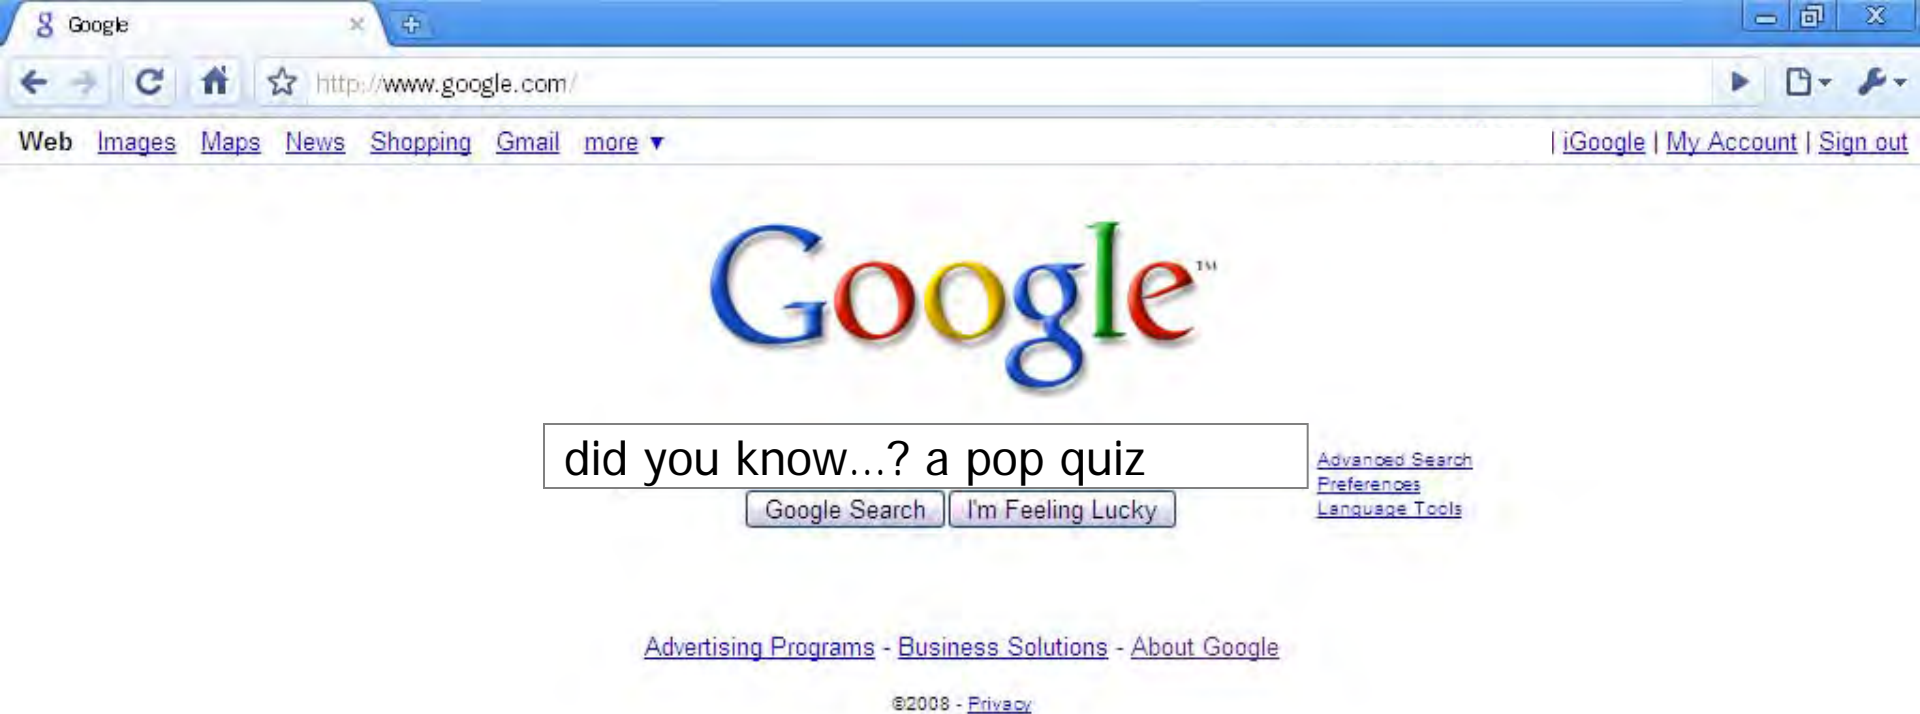 Google
http://www.google.com/
Web Images Maps News Shopping Gmail more ▼ | iGoogle | My Account | Sign out
Google™
did you know...? a pop quiz
Advanced Search
Preferences
Google Search I'm Feeling Lucky
Language Tools
Advertising Programs - Business Solutions - About Google
©2008 - Privacy